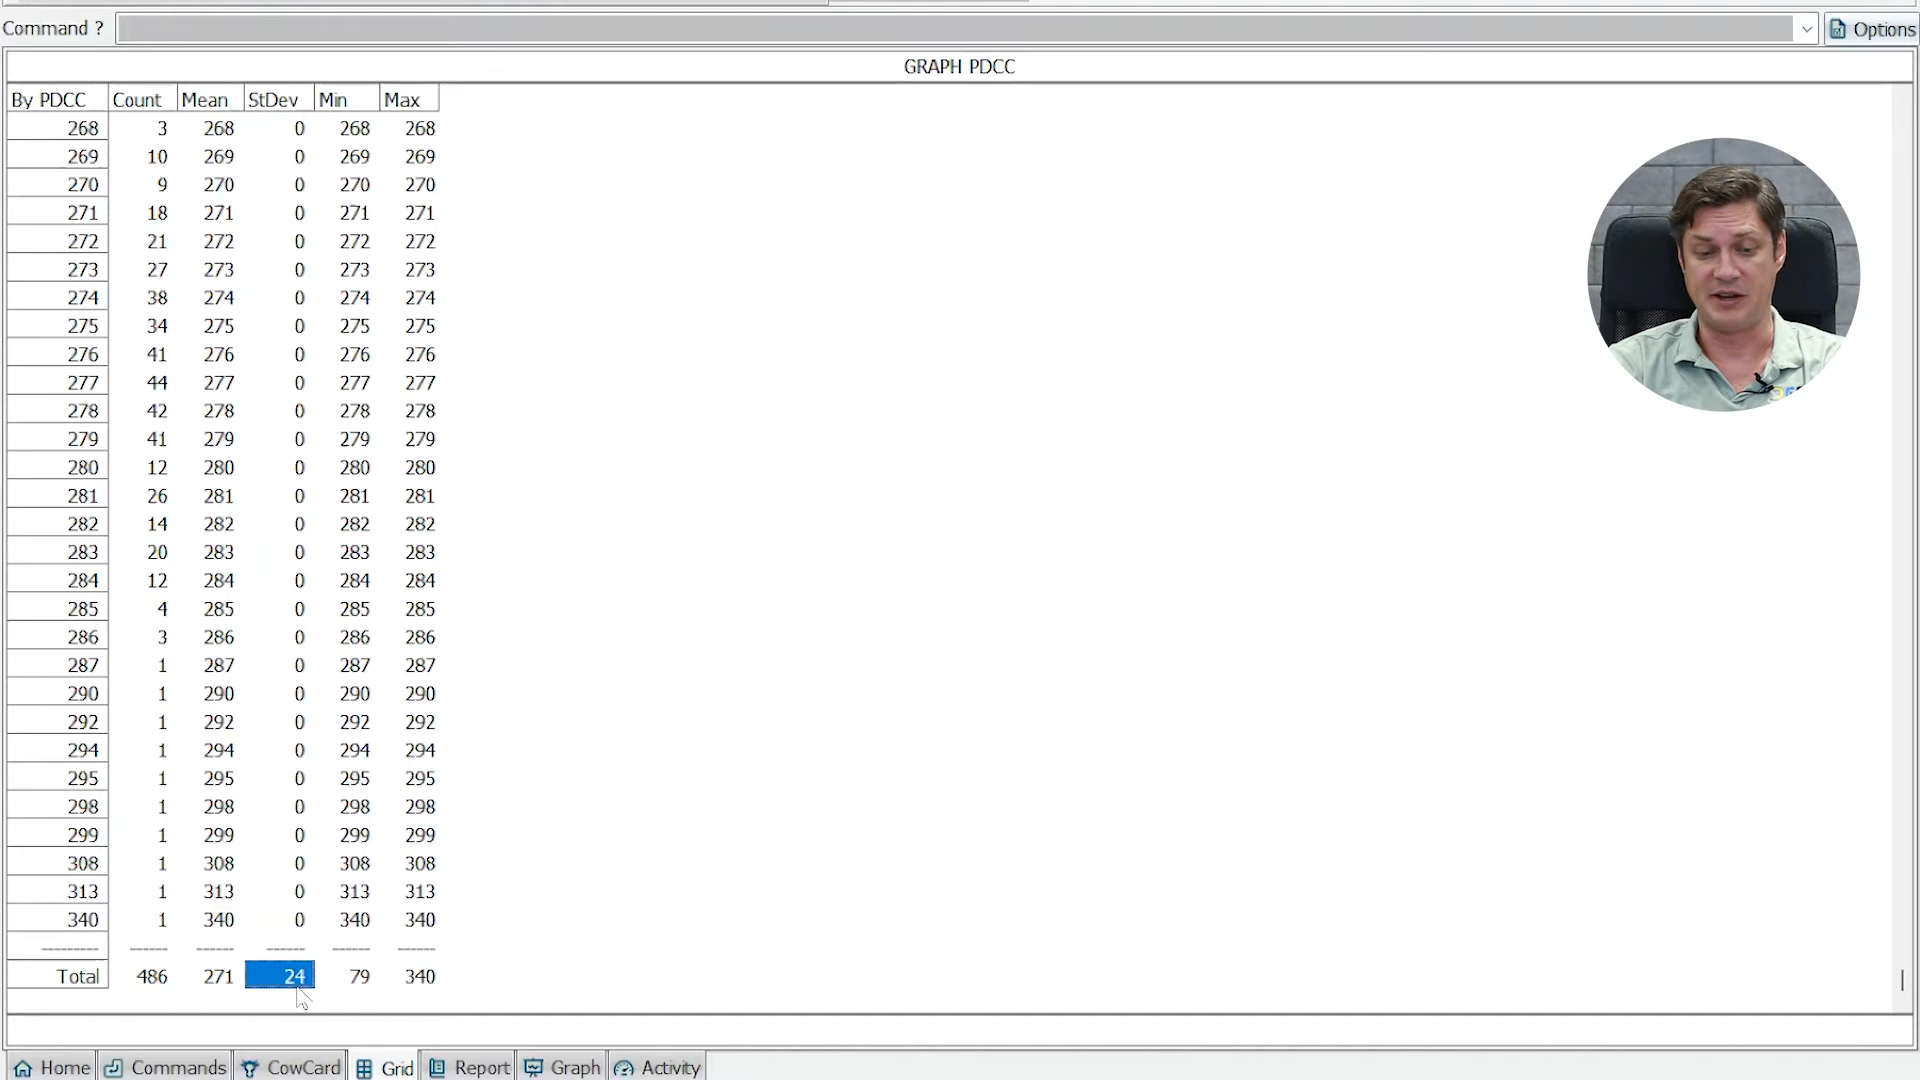 Command ?
Options
GRAPH PDCC
By PDCC Count Mean StDev Min Max
268 3 268 0 268 268
269 10 269 0 269 269
270 9 270 0 270 270
271 18 271 0 271 271
272 21 272 0 272 272
273 27 273 0 273 273
274 38 274 0 274 274
275 34 275 0 275 275
276 41 276 0 276 276
277 44 277 0 277 277
278 42 278 0 278 278
279 41 279 0 279 279
280 12 280 0 280 280
281 26 281 0 281 281
282 14 282 0 282 282
283 20 283 0 283 283
284 12 284 0 284 284
285 4 285 0 285 285
286 3 286 0 286 286
287 1 287 0 287 287
290 1 290 0 290 290
292 1 292 0 292 292
294 1 294 0 294 294
295 1 295 0 295 295
298 1 298 0 298 298
299 1 299 0 299 299
308 1 308 0 308 308
313 1 313 0 313 313
340 1 340 0 340 340
--------- ------ ------ ------ ------ ------
Total 486 271 24 79 340
Home Commands CowCard Grid Report Graph Activity